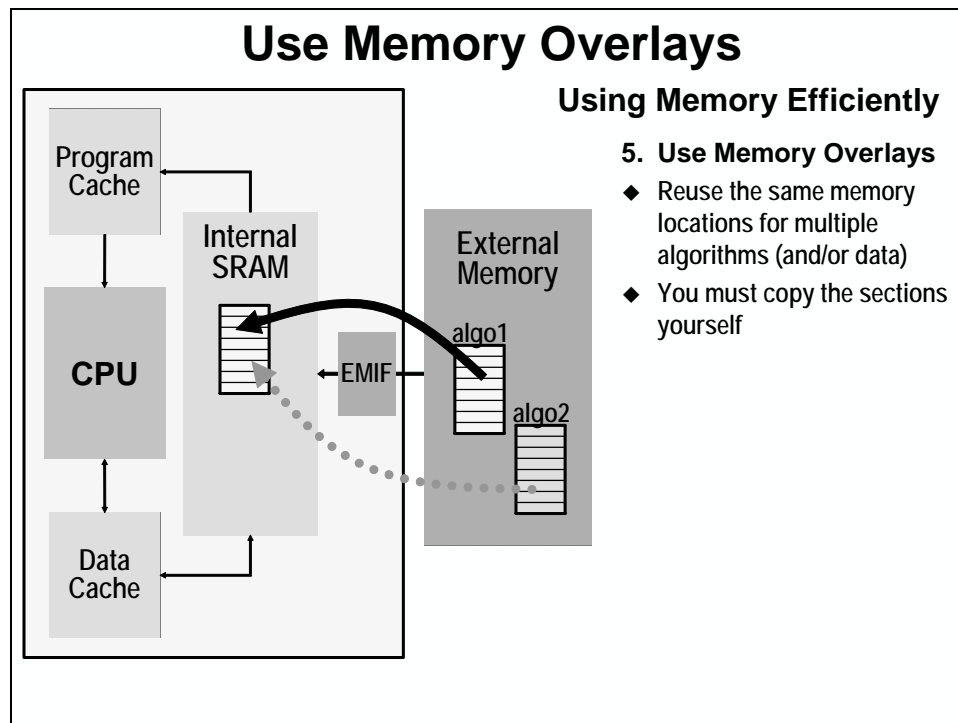 Use Memory Overlays
Using Memory Efficiently
5. Use Memory Overlays
◆ Reuse the same memory
locations for multiple
algorithms (and/or data)
◆ You must copy the sections
yourself
Program
Cache
Internal
SRAM
External
Memory
algo1
CPU
EMIF
algo2
Data
Cache